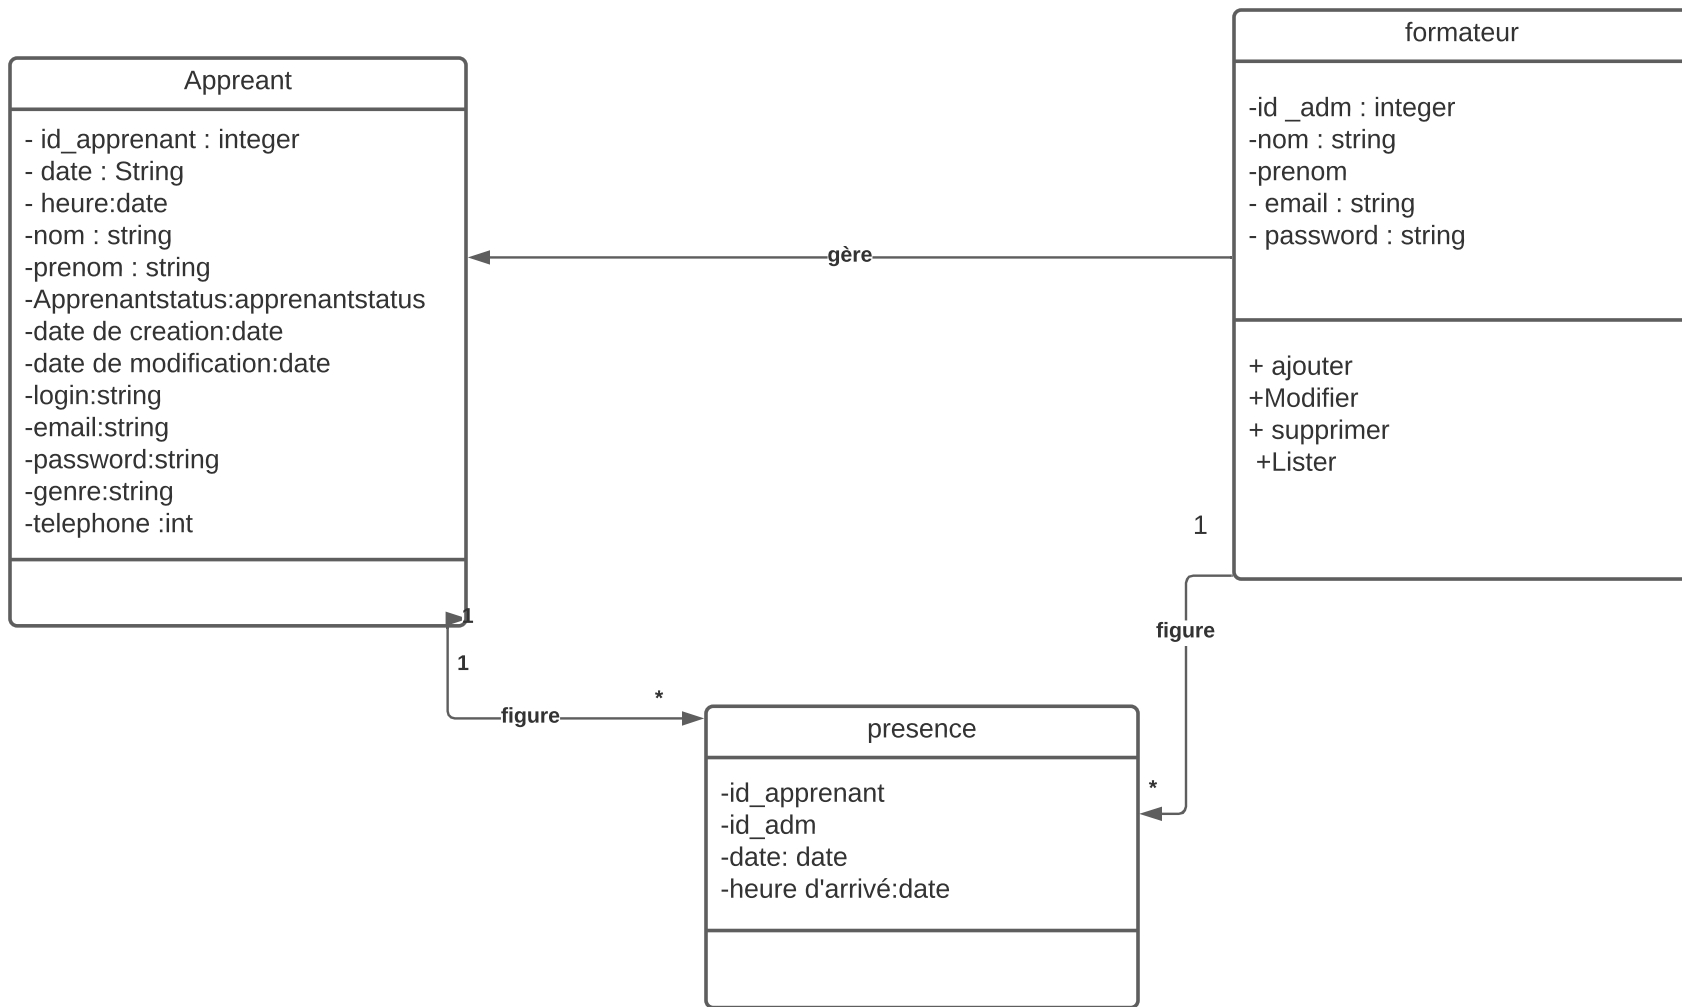 Appreant
- id_apprenant : integer
- date : String
- heure:date
-nom : string
-prenom : string
-Apprenantstatus:apprenantstatus
-date de creation:date
-date de modification:date
-login:string
-email:string
-password:string
-genre:string
-telephone :int
gère
formateur
-id _adm : integer
-nom : string
-prenom
- email : string
- password : string
+ ajouter
+Modifier
+ supprimer
+Lister
1
1
1
figure
*
figure
*
presence
-id_apprenant
-id_adm
-date: date
-heure d'arrivé:date